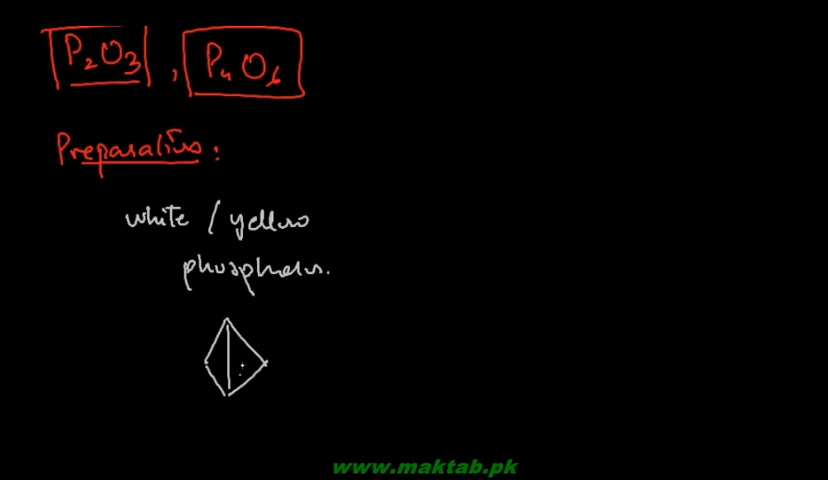 P₂O₃, P₄O₆
Preparation:
white / yellow
phosphorus.
www.maktab.pk